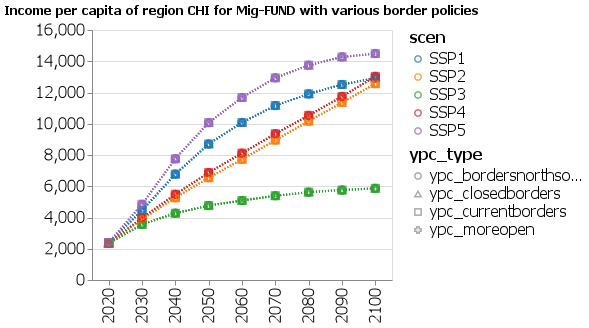 Income per capita of region CHI for Mig-FUND with various border policies
16,000
14,000
12,000
10,000
8,000
6,000
4,000
2,000
0
2020 2030 2040 2050 2060 2070 2080 2090 2100
scen
SSP1
SSP2
SSP3
SSP4
SSP5
ypc_type
ypc_bordersnorthso...
ypc_closedborders
ypc_currentborders
ypc_moreopen